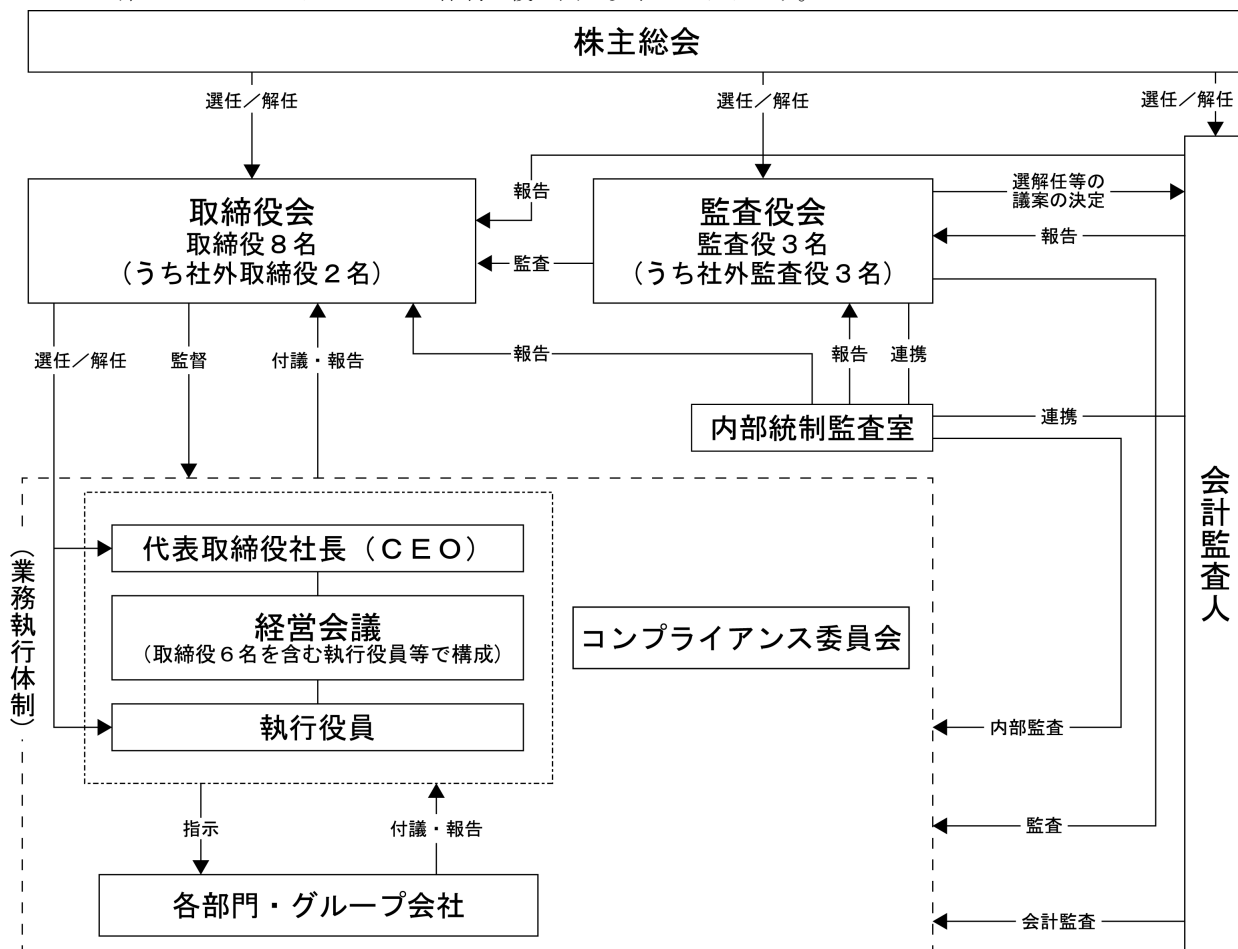 株主総会
選任／解任
選任／解任
選任／解任
報告
選解任等の
議案の決定
取締役会
取締役８名
（うち社外取締役２名）
監査役会
監査役３名
（うち社外監査役３名）
報告
監査
選任／解任
監督
付議・報告
報告
報告
連携
内部統制監査室
連携
会計監査人
（業務執行体制）
代表取締役社長（ＣＥＯ）
経営会議
（取締役６名を含む執行役員等で構成）
コンプライアンス委員会
執行役員
内部監査
指示
付議・報告
監査
各部門・グループ会社
会計監査